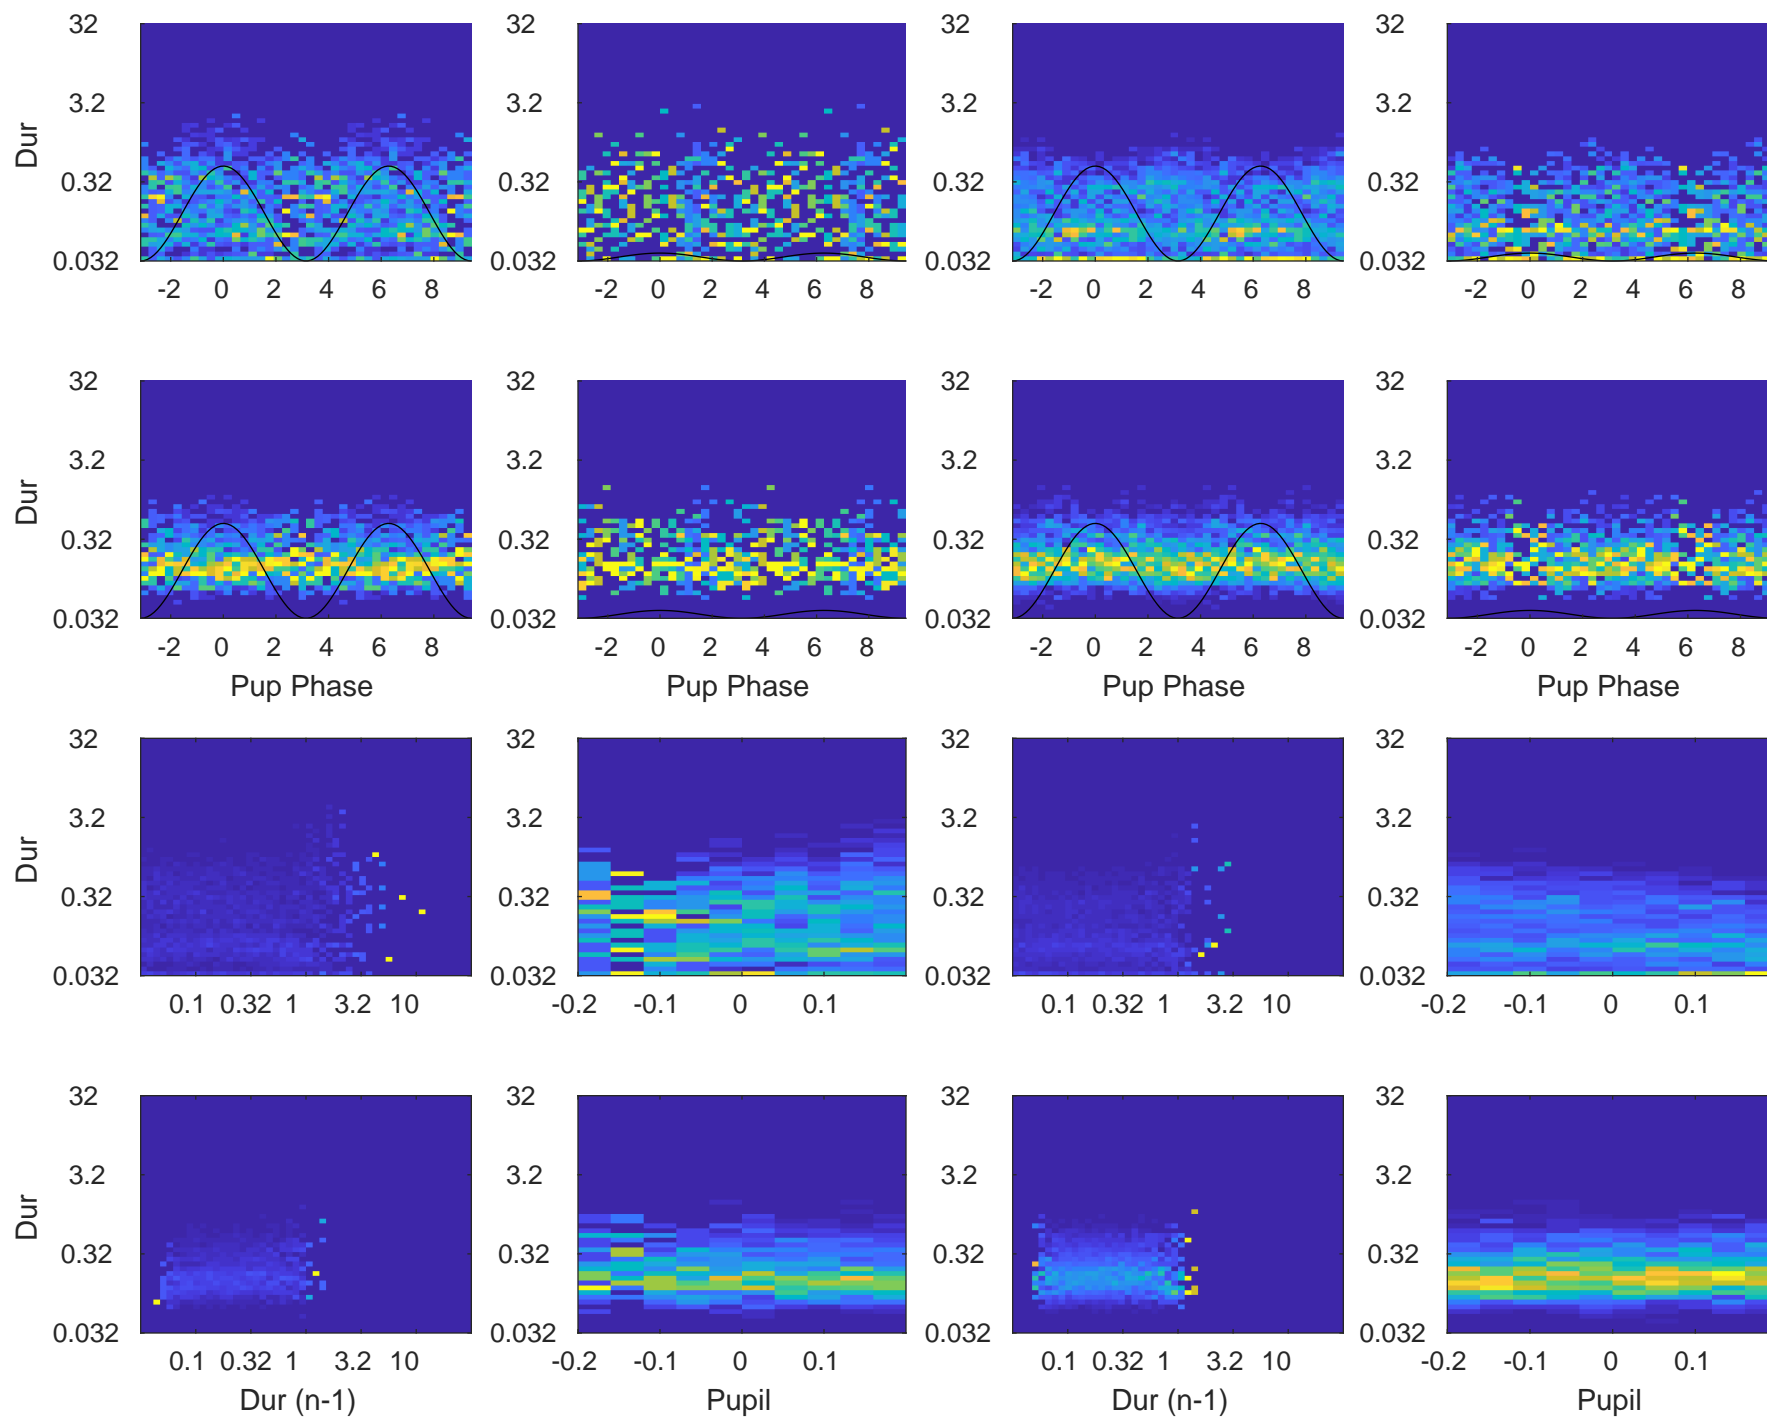 32 32 32 32
3.2 3.2 3.2 3.2
Dur
0.32 0.32 0.32 0.32
0.032 0.032 0.032 0.032
-2 0 2 4 6 8 -2 0 2 4 6 8 -2 0 2 4 6 8 -2 0 2 4 6 8
32 32 32 32
3.2 3.2 3.2 3.2
Dur
0.32 0.32 0.32 0.32
0.032 0.032 0.032 0.032
-2 0 2 4 6 8 -2 0 2 4 6 8 -2 0 2 4 6 8 -2 0 2 4 6 8
Pup Phase Pup Phase Pup Phase Pup Phase
32 32 32 32
3.2 3.2 3.2 3.2
Dur
0.32 0.32 0.32 0.32
0.032 0.032 0.032 0.032
0.1 0.32 1 3.2 10 -0.2 -0.1 0 0.1 0.1 0.32 1 3.2 10 -0.2 -0.1 0 0.1
32 32 32 32
3.2 3.2 3.2 3.2
Dur
0.32 0.32 0.32 0.32
0.032 0.032 0.032 0.032
0.1 0.32 1 3.2 10 -0.2 -0.1 0 0.1 0.1 0.32 1 3.2 10 -0.2 -0.1 0 0.1
Dur (n-1) Pupil Dur (n-1) Pupil